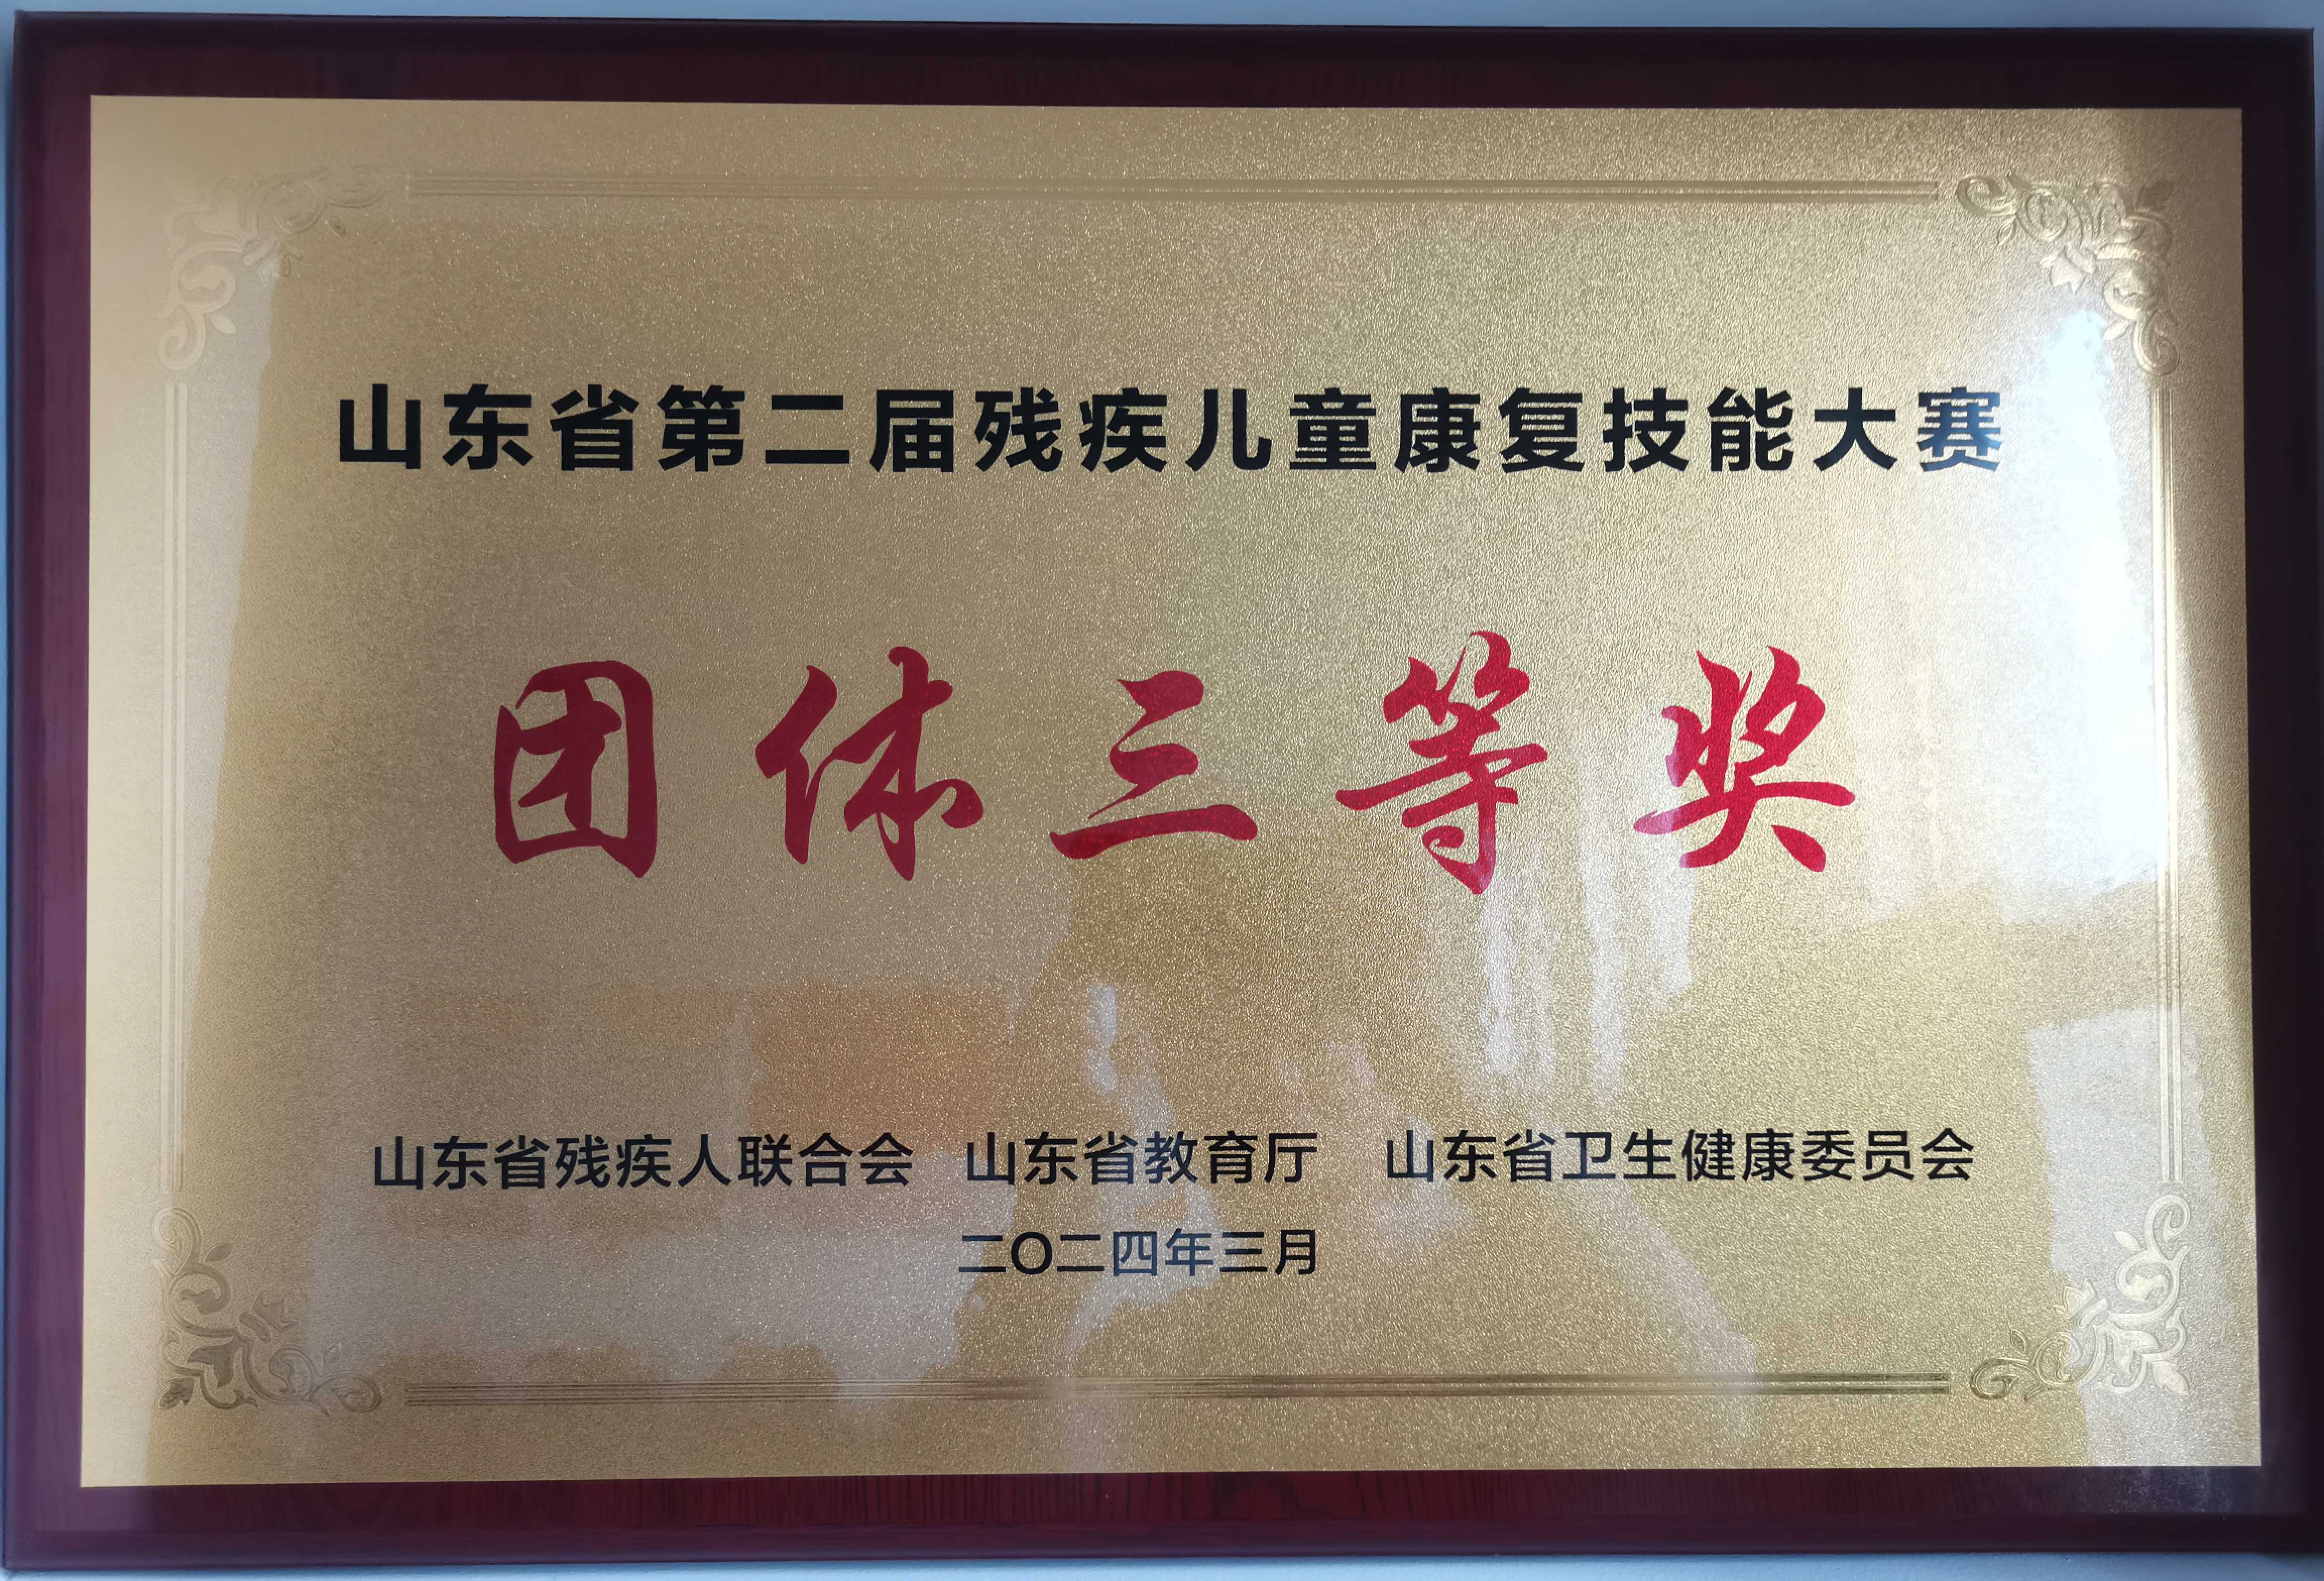 山东省第二届残疾儿童康复技能大赛
团体三等奖
山东省残疾人联合会 山东省教育厅 山东省卫生健康委员会
二〇二四年三月